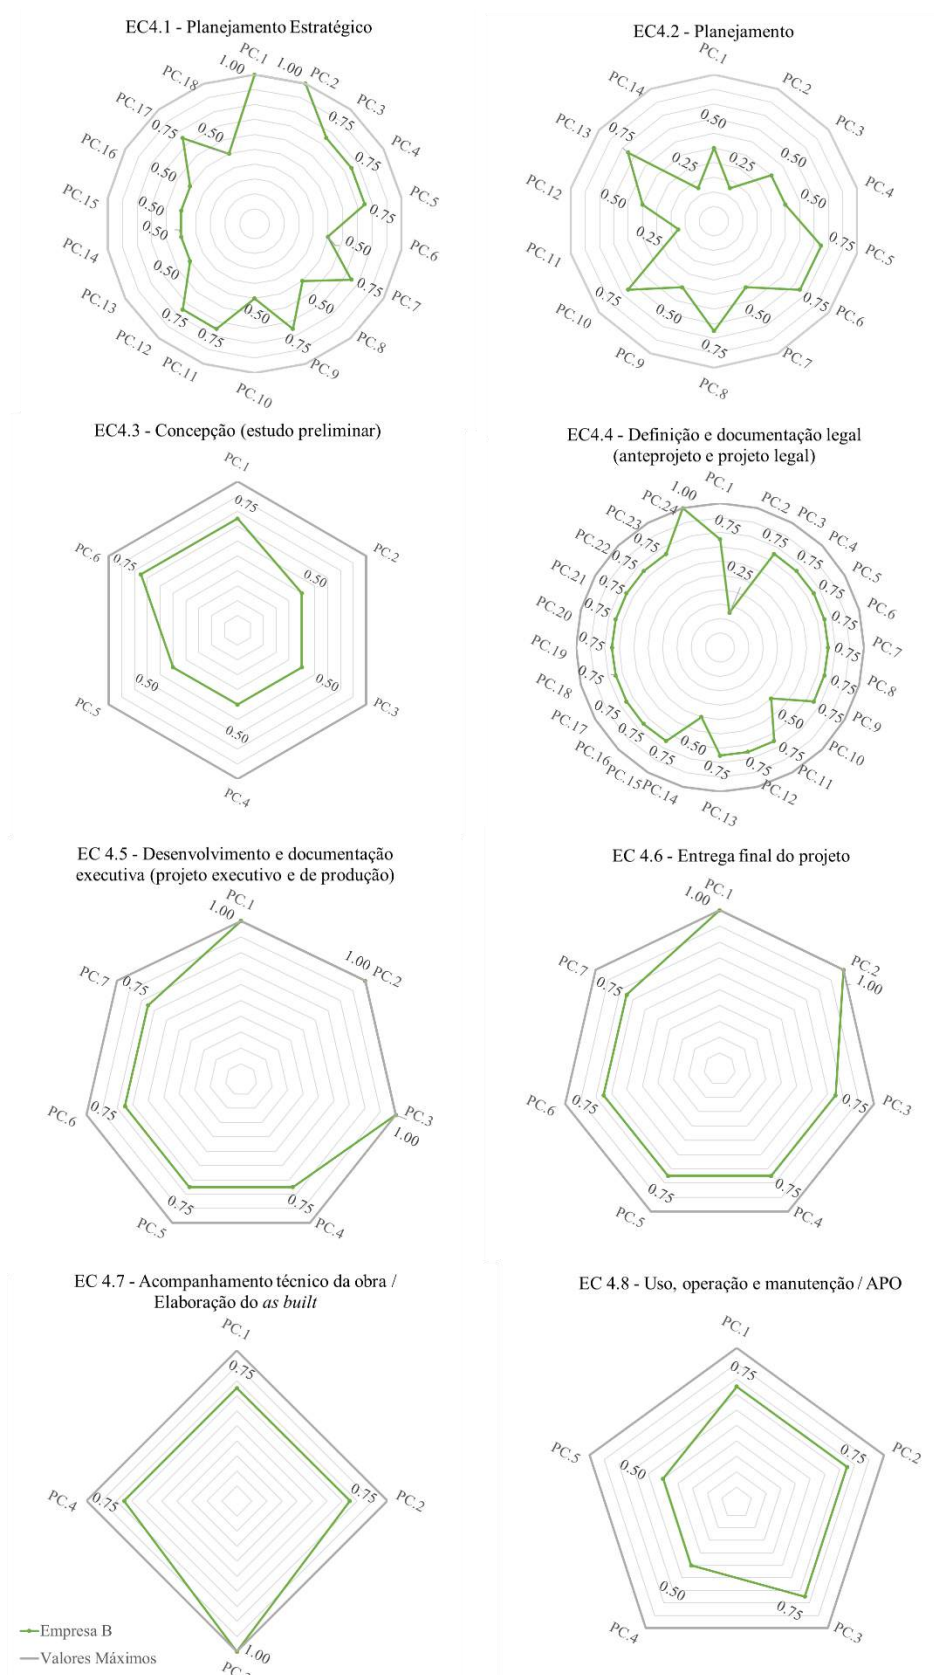 EC4.1 - Planejamento Estratégico
PC.1
1.00
1.00
PC.2
PC.3
0.75
PC.4
0.75
PC.5
0.75
PC.6
0.50
PC.7
0.75
PC.8
0.50
PC.9
0.75
PC.10
0.50
PC.11
0.75
PC.12
0.75
PC.13
0.50
PC.14
0.50
PC.15
0.50
PC.16
0.50
PC.17
0.75
PC.18
0.50
EC4.2 - Planejamento
PC.1
0.50
PC.2
0.25
PC.3
0.50
PC.4
0.50
PC.5
0.75
PC.6
0.75
PC.7
0.50
PC.8
0.75
PC.9
0.50
PC.10
0.75
PC.11
0.25
PC.12
0.50
PC.13
0.75
PC.14
0.25
EC4.3 - Concepção (estudo preliminar)
PC.1
0.75
PC.2
0.50
PC.3
0.50
PC.4
0.50
PC.5
0.50
PC.6
0.75
EC4.4 - Definição e documentação legal
(anteprojeto e projeto legal)
PC.1
0.75
PC.2
0.25
PC.3
0.75
PC.4
0.75
PC.5
0.75
PC.6
0.75
PC.7
0.75
PC.8
0.75
PC.9
0.75
PC.10
0.50
PC.11
0.75
PC.12
0.75
PC.13
0.75
PC.14
0.50
PC.15
0.75
PC.16
0.75
PC.17
0.75
PC.18
0.75
PC.19
0.75
PC.20
0.75
PC.21
0.75
PC.22
0.75
PC.23
0.75
PC.24
1.00
EC 4.5 - Desenvolvimento e documentação
executiva (projeto executivo e de produção)
PC.1
1.00
1.00 PC.2
PC.3
1.00
PC.4
0.75
PC.5
0.75
PC.6
0.75
PC.7
0.75
EC 4.6 - Entrega final do projeto
PC.1
1.00
PC.2
1.00
PC.3
0.75
PC.4
0.75
PC.5
0.75
PC.6
0.75
PC.7
0.75
EC 4.7 - Acompanhamento técnico da obra /
Elaboração do as built
PC.1
0.75
PC.2
0.75
1.00
PC.4
0.75
Empresa B
Valores Máximos
EC 4.8 - Uso, operação e manutenção / APO
PC.1
0.75
PC.2
0.75
PC.3
0.75
PC.4
0.50
PC.5
0.50